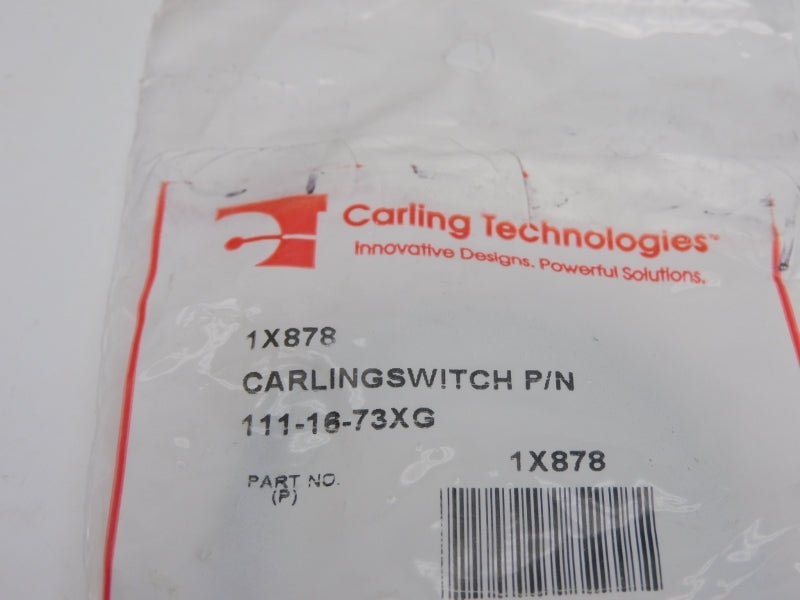 Carling Technologies™
Innovative Designs. Powerful Solutions.
1X878
CARLINGSWITCH P/N
111-16-73XG
1X878
PART NO.
(P)